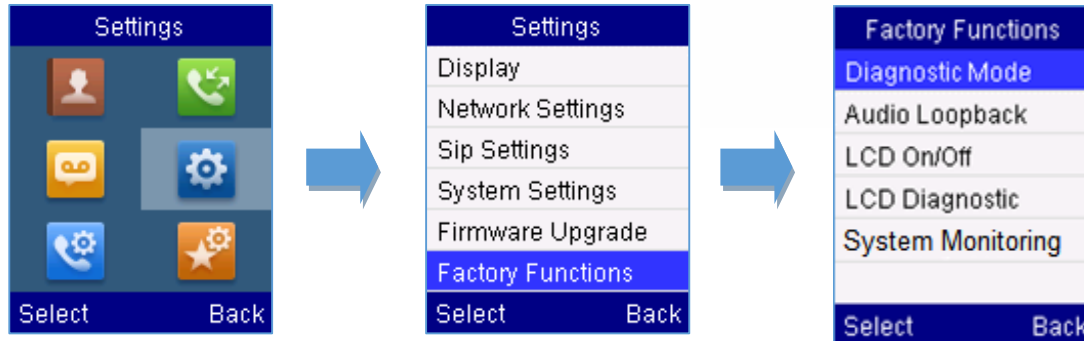 Settings
Select Back
Settings
Display
Network Settings
Sip Settings
System Settings
Firmware Upgrade
Factory Functions
Select Back
Factory Functions
Diagnostic Mode
Audio Loopback
LCD On/Off
LCD Diagnostic
System Monitoring
Select Back